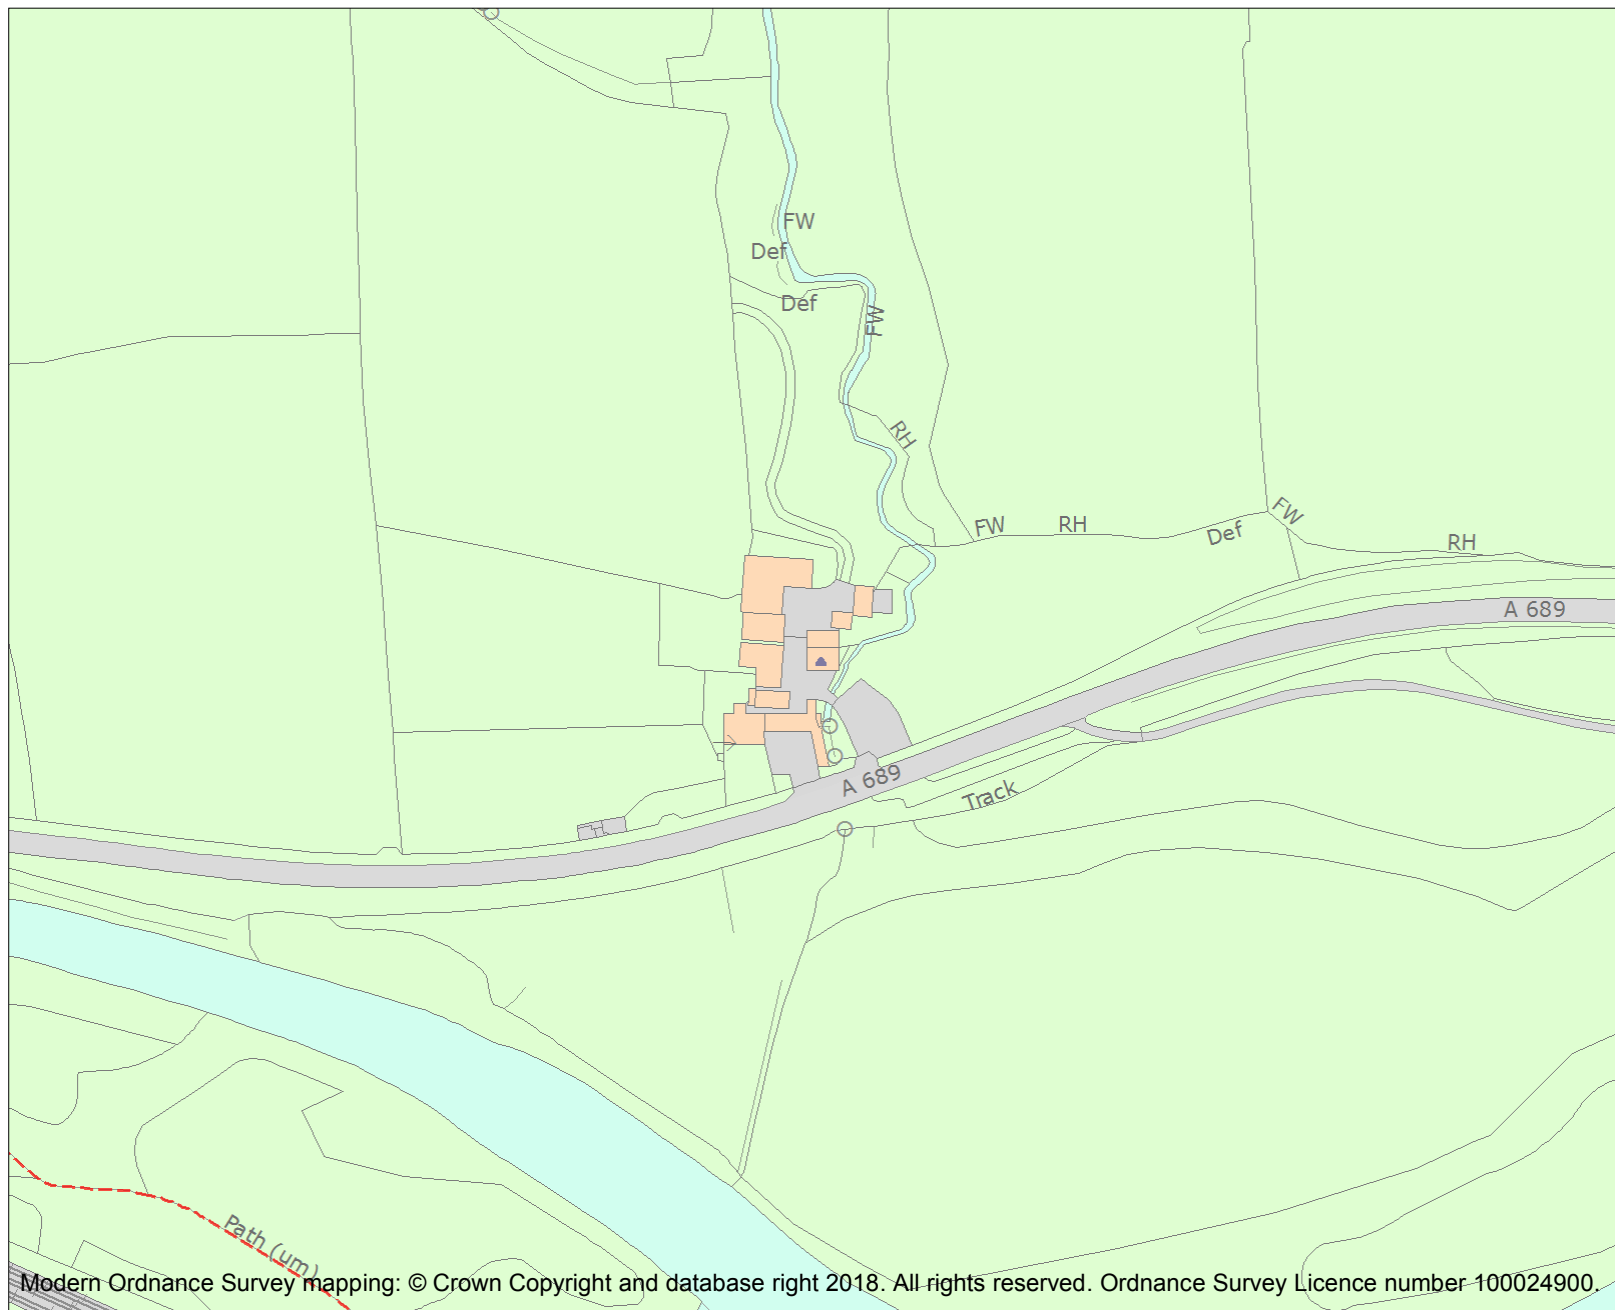 FW
Def
Def
FW
RH
FW
RH
Def
FW
RH
A 689
A 689
Track
Path (um)
Modern Ordnance Survey mapping: © Crown Copyright and database right 2018. All rights reserved. Ordnance Survey Licence number 100024900.